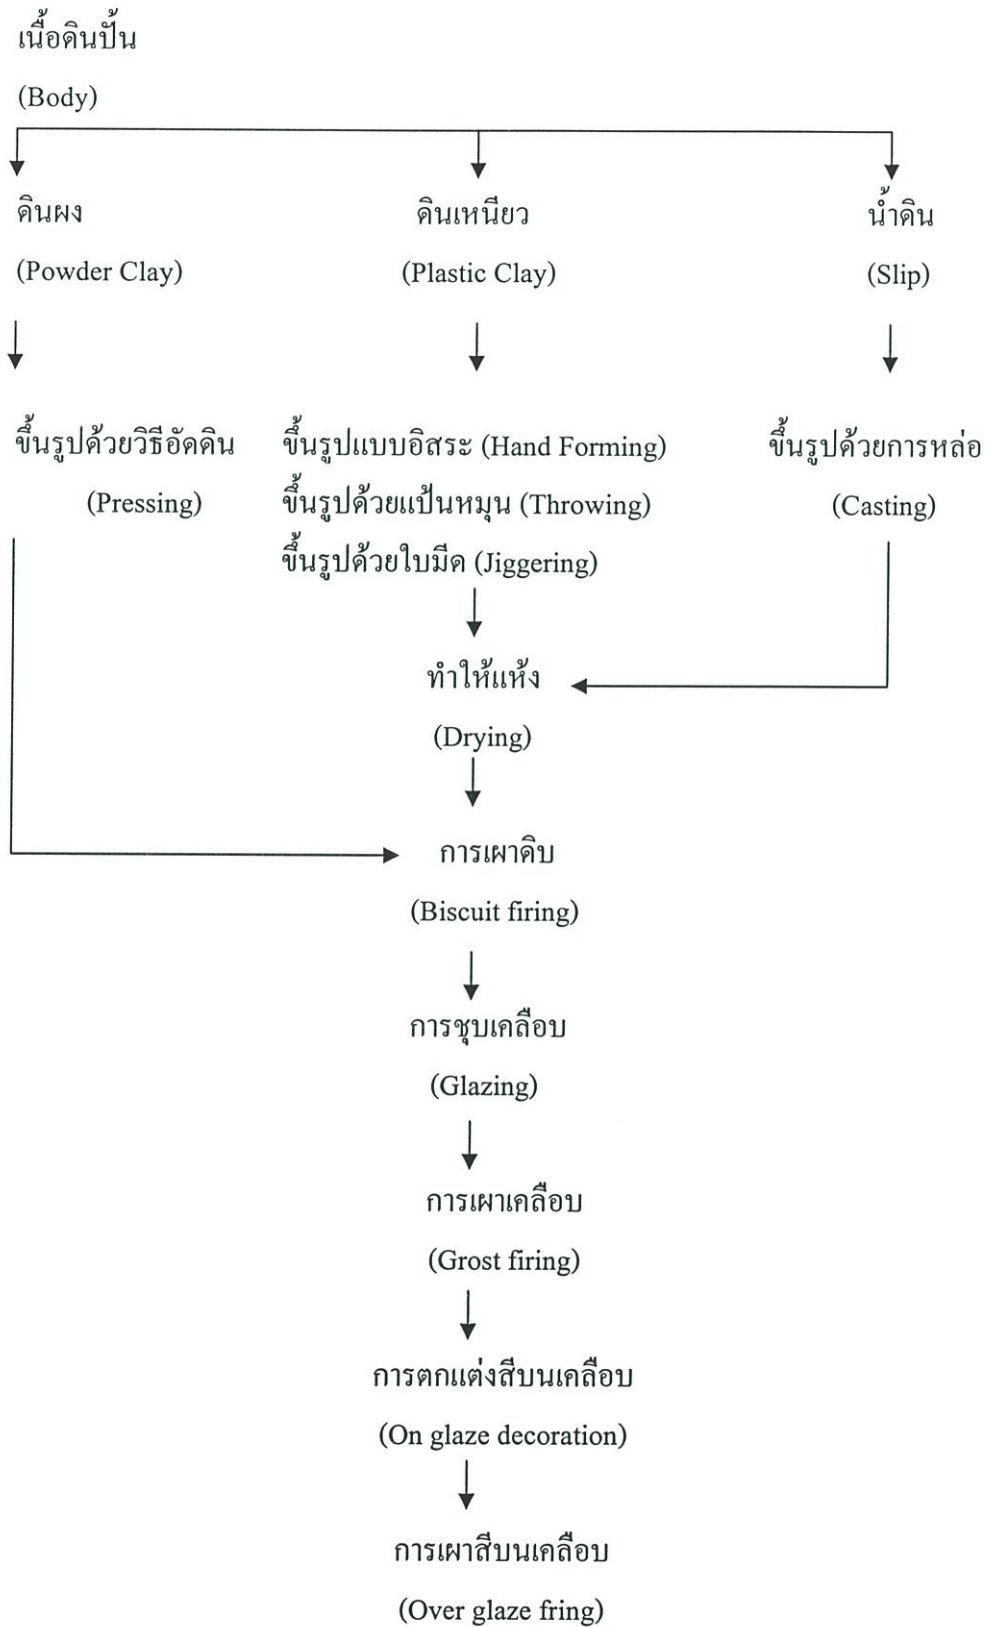 เนื้อดินปั้น
(Body)
ดินผง ดินเหนียว น้ำดิน
(Powder Clay) (Plastic Clay) (Slip)
ขึ้นรูปด้วยวิธีอัดดิน ขึ้นรูปแบบอิสระ (Hand Forming) ขึ้นรูปด้วยการหล่อ
(Pressing) ขึ้นรูปด้วยแป้นหมุน (Throwing) (Casting)
ขึ้นรูปด้วยใบมีด (Jiggering)
ทำให้แห้ง
(Drying)
การเผาดิบ
(Biscuit firing)
การชุบเคลือบ
(Glazing)
การเผาเคลือบ
(Grost firing)
การตกแต่งสีบนเคลือบ
(On glaze decoration)
การเผาสีบนเคลือบ
(Over glaze fring)